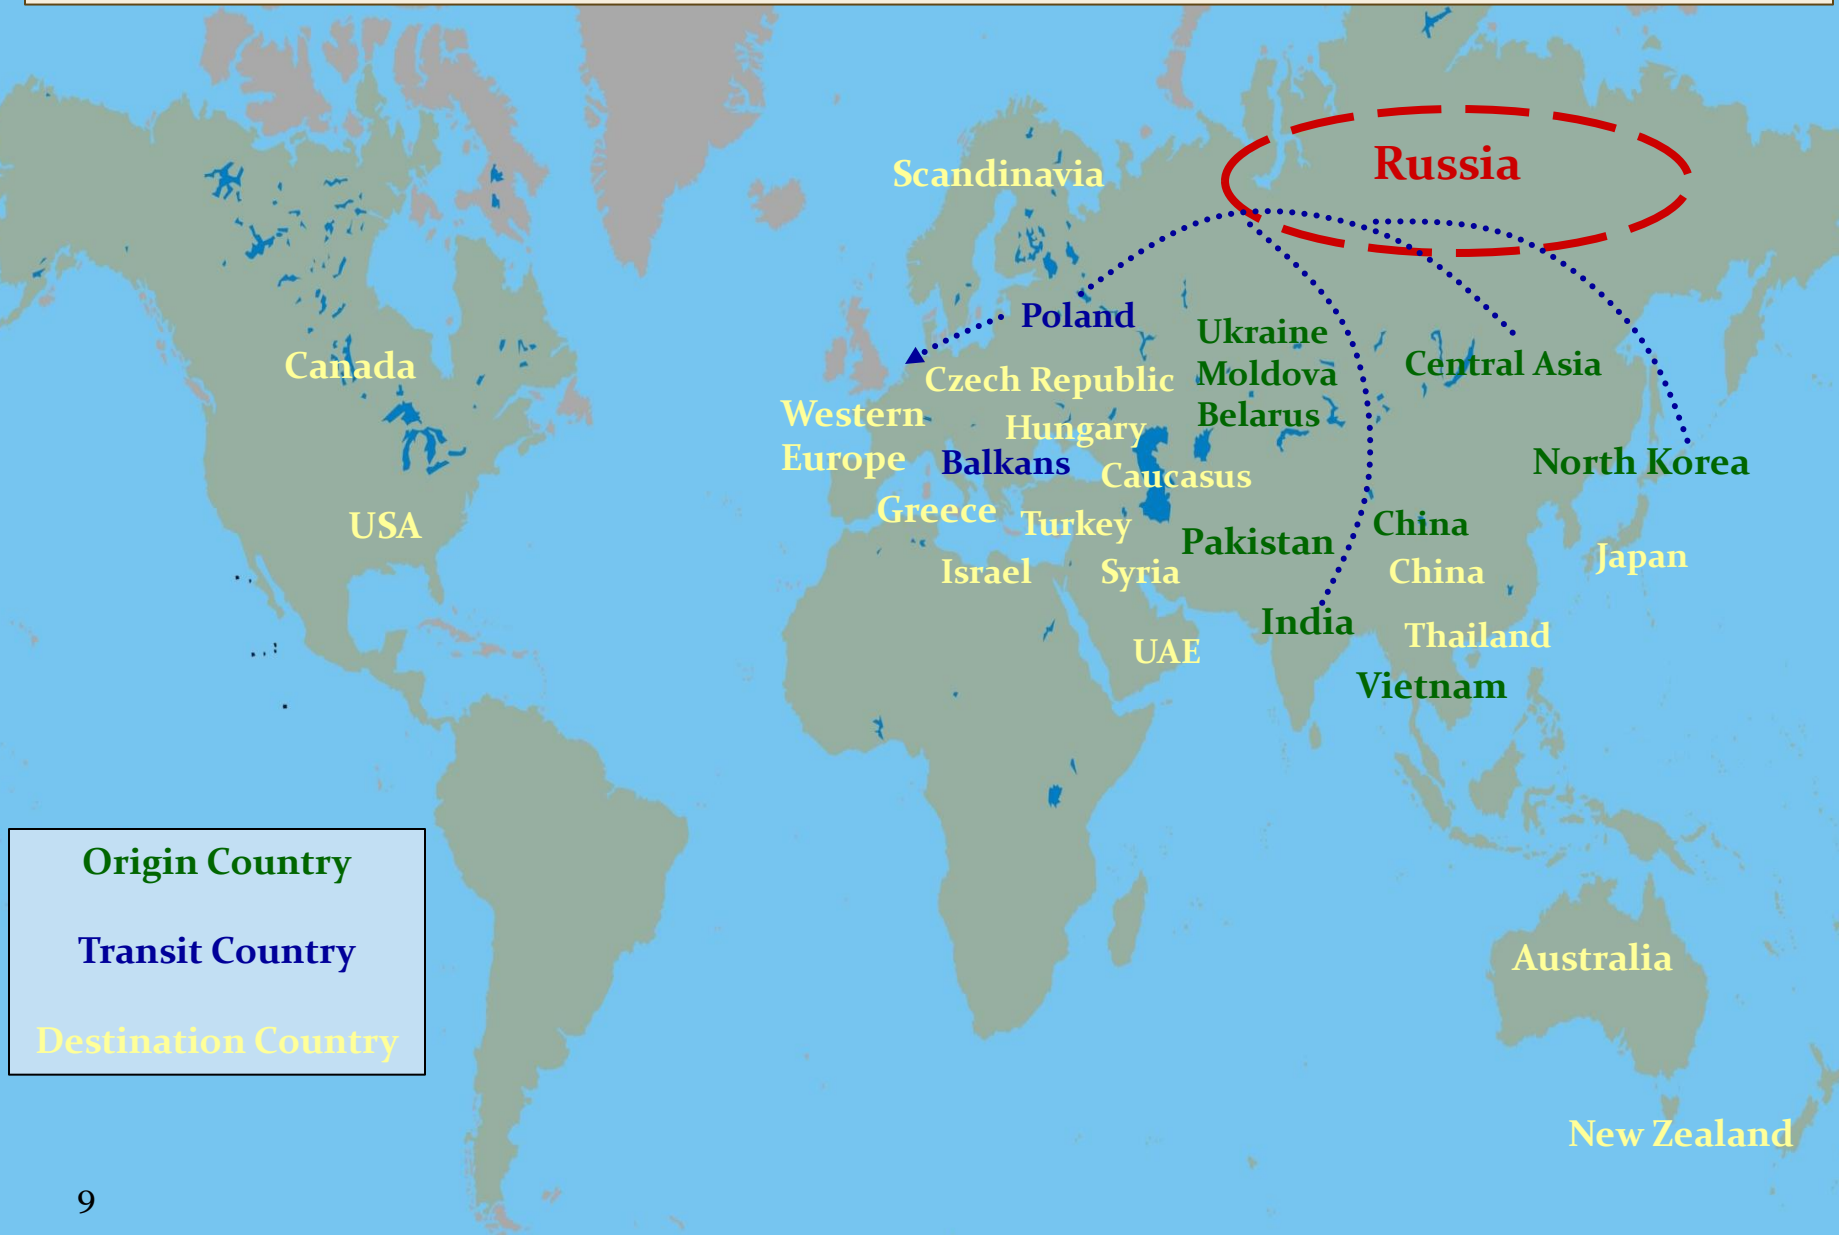 Russia
Scandinavia
Poland
Ukraine
Moldova
Belarus
Central Asia
Canada
Czech Republic
Western
Europe
Hungary
Balkans
Caucasus
North Korea
Greece
Turkey
USA
Pakistan
China
China
Japan
Israel
Syria
India
Thailand
UAE
Vietnam
Origin Country
Transit Country
Destination Country
Australia
New Zealand
9